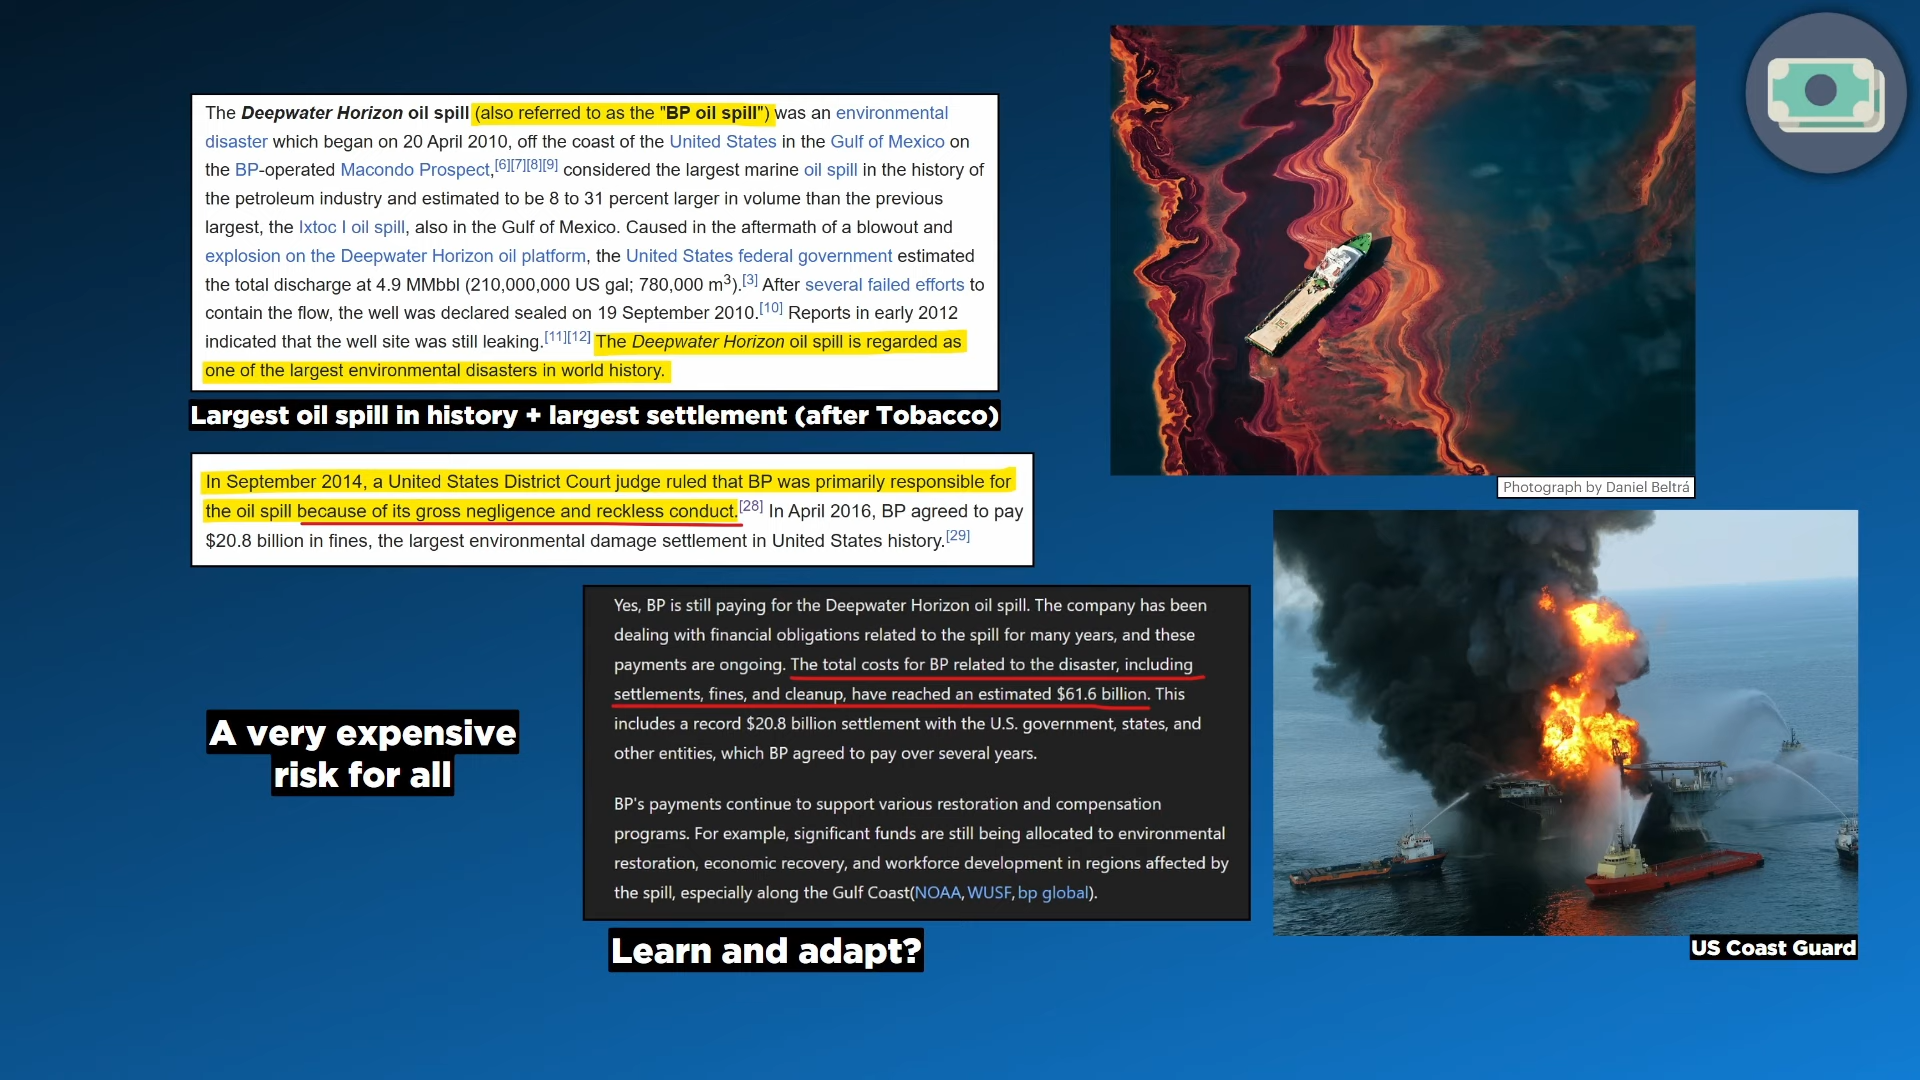 The Deepwater Horizon oil spill (also referred to as the "BP oil spill") was an environmental
disaster which began on 20 April 2010, off the coast of the United States in the Gulf of Mexico on
the BP-operated Macondo Prospect,[6][7][8][9] considered the largest marine oil spill in the history of
the petroleum industry and estimated to be 8 to 31 percent larger in volume than the previous
largest, the Ixtoc I oil spill, also in the Gulf of Mexico. Caused in the aftermath of a blowout and
explosion on the Deepwater Horizon oil platform, the United States federal government estimated
the total discharge at 4.9 MMbbl (210,000,000 US gal; 780,000 m³).[3] After several failed efforts to
contain the flow, the well was declared sealed on 19 September 2010.[10] Reports in early 2012
indicated that the well site was still leaking.[11][12] The Deepwater Horizon oil spill is regarded as
one of the largest environmental disasters in world history.
Largest oil spill in history + largest settlement (after Tobacco)
In September 2014, a United States District Court judge ruled that BP was primarily responsible for
the oil spill because of its gross negligence and reckless conduct.[28] In April 2016, BP agreed to pay
$20.8 billion in fines, the largest environmental damage settlement in United States history.[29]
Photograph by Daniel Beltrá
Yes, BP is still paying for the Deepwater Horizon oil spill. The company has been
dealing with financial obligations related to the spill for many years, and these
payments are ongoing. The total costs for BP related to the disaster, including
settlements, fines, and cleanup, have reached an estimated $61.6 billion. This
includes a record $20.8 billion settlement with the U.S. government, states, and
other entities, which BP agreed to pay over several years.
BP's payments continue to support various restoration and compensation
programs. For example, significant funds are still being allocated to environmental
restoration, economic recovery, and workforce development in regions affected by
the spill, especially along the Gulf Coast(NOAA, WUSF, bp global).
A very expensive
risk for all
Learn and adapt?
US Coast Guard